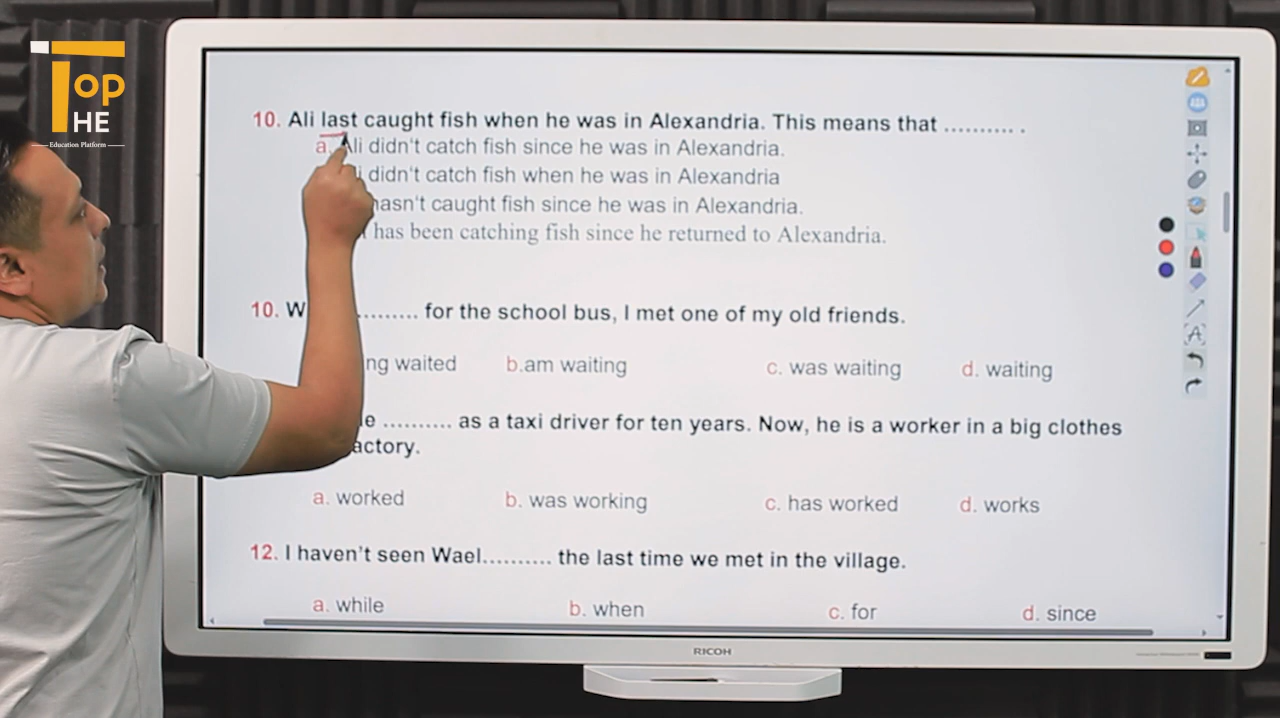 Top
THE
Education Platform
10. Ali last caught fish when he was in Alexandria. This means that .......... .
a. Ali didn't catch fish since he was in Alexandria.
didn't catch fish when he was in Alexandria
hasn't caught fish since he was in Alexandria.
has been catching fish since he returned to Alexandria.
10. .......... for the school bus, I met one of my old friends.
waited b.am waiting c. was waiting d. waiting
.......... as a taxi driver for ten years. Now, he is a worker in a big clothes
a. worked b. was working c. has worked d. works
12. I haven't seen Wael.......... the last time we met in the village.
a. while b. when c. for d. since
RICOH